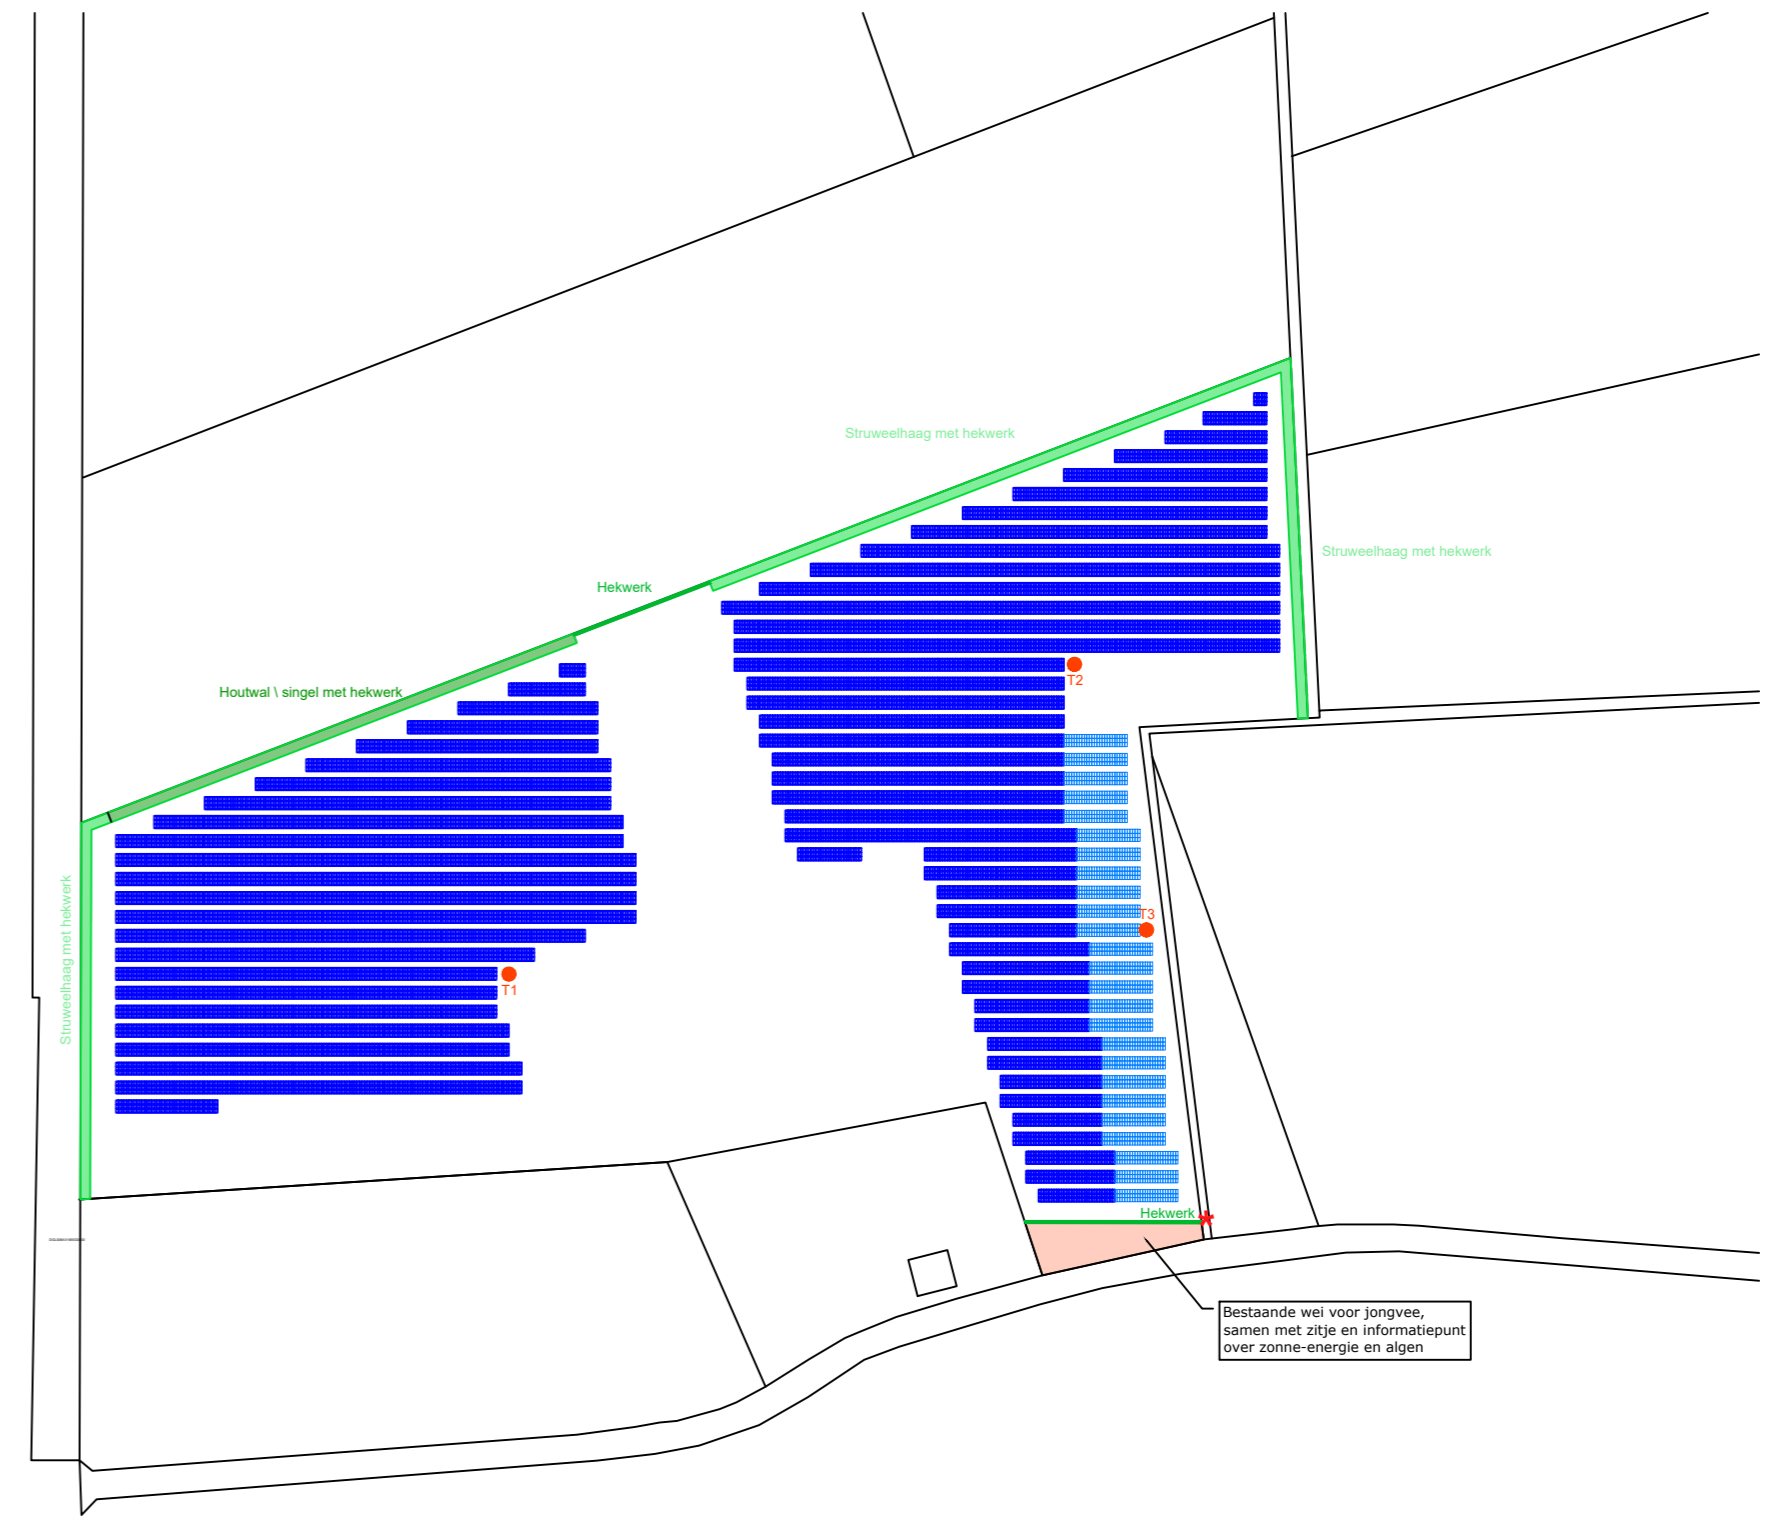 Struweelhaag met hekwerk
Struweelhaag met hekwerk
Hekwerk
Houtwal \ singel met hekwerk
T2
Struweelhaag met hekwerk
T3
T1
Hekwerk
*
Bestaande wei voor jongvee,
samen met zitje en informatiepunt
over zonne-energie en algen